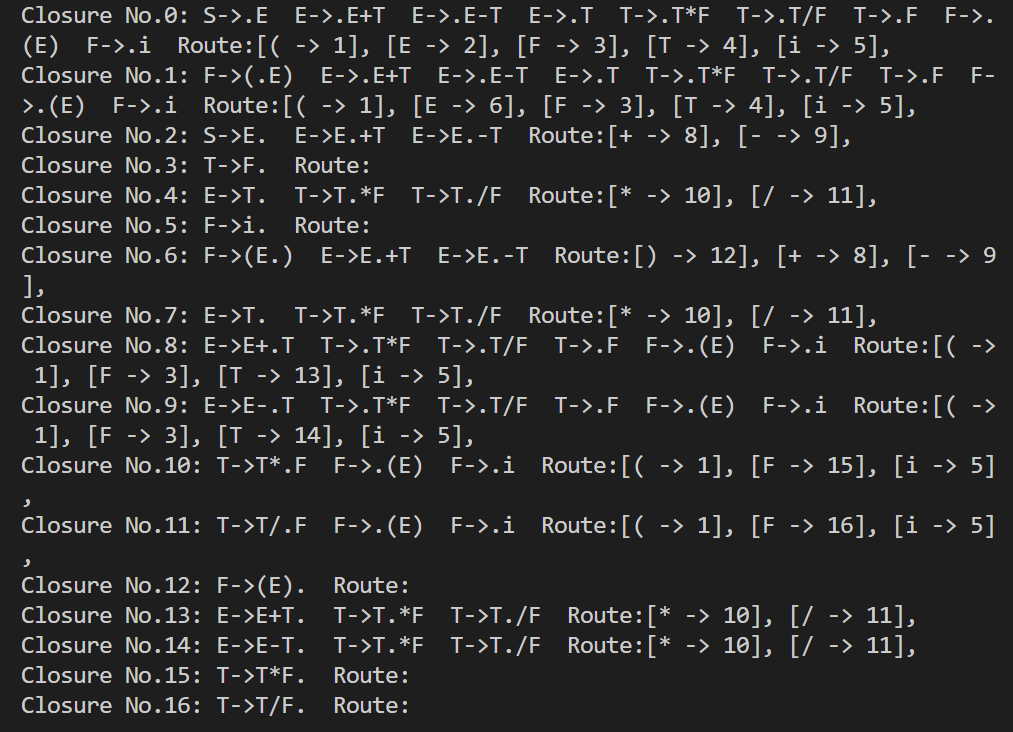 Closure No.0: S->.E  E->.E+T  E->.E-T  E->.T  T->.T*F  T->.T/F  T->.F  F->.
(E)  F->.i  Route:[( -> 1], [E -> 2], [F -> 3], [T -> 4], [i -> 5],
Closure No.1: F->(.E)  E->.E+T  E->.E-T  E->.T  T->.T*F  T->.T/F  T->.F  F-
>.(E)  F->.i  Route:[( -> 1], [E -> 6], [F -> 3], [T -> 4], [i -> 5],
Closure No.2: S->E.  E->E.+T  E->E.-T  Route:[+ -> 8], [- -> 9],
Closure No.3: T->F.  Route:
Closure No.4: E->T.  T->T.*F  T->T./F  Route:[* -> 10], [/ -> 11],
Closure No.5: F->i.  Route:
Closure No.6: F->(E.)  E->E.+T  E->E.-T  Route:[) -> 12], [+ -> 8], [- -> 9
],
Closure No.7: E->T.  T->T.*F  T->T./F  Route:[* -> 10], [/ -> 11],
Closure No.8: E->E+.T  T->.T*F  T->.T/F  T->.F  F->.(E)  F->.i  Route:[( ->
 1], [F -> 3], [T -> 13], [i -> 5],
Closure No.9: E->E-.T  T->.T*F  T->.T/F  T->.F  F->.(E)  F->.i  Route:[( ->
 1], [F -> 3], [T -> 14], [i -> 5],
Closure No.10: T->T*.F  F->.(E)  F->.i  Route:[( -> 1], [F -> 15], [i -> 5]
,
Closure No.11: T->T/.F  F->.(E)  F->.i  Route:[( -> 1], [F -> 16], [i -> 5]
,
Closure No.12: F->(E).  Route:
Closure No.13: E->E+T.  T->T.*F  T->T./F  Route:[* -> 10], [/ -> 11],
Closure No.14: E->E-T.  T->T.*F  T->T./F  Route:[* -> 10], [/ -> 11],
Closure No.15: T->T*F.  Route:
Closure No.16: T->T/F.  Route: